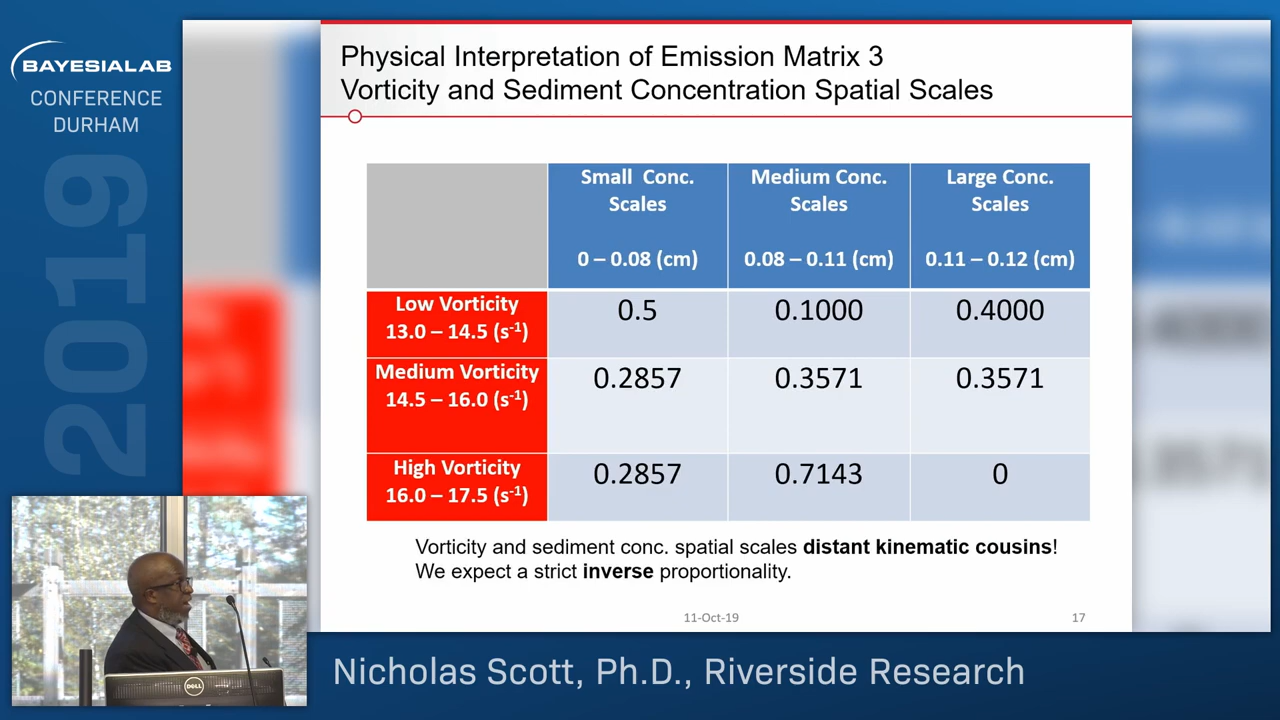 BAYESIALAB
CONFERENCE
DURHAM
2019
Physical Interpretation of Emission Matrix 3
Vorticity and Sediment Concentration Spatial Scales
Small Conc. Scales 0 – 0.08 (cm)
Medium Conc. Scales 0.08 – 0.11 (cm)
Large Conc. Scales 0.11 – 0.12 (cm)
Low Vorticity 13.0 – 14.5 (s-1) 0.5 0.1000 0.4000
Medium Vorticity 14.5 – 16.0 (s-1) 0.2857 0.3571 0.3571
High Vorticity 16.0 – 17.5 (s-1) 0.2857 0.7143 0
Vorticity and sediment conc. spatial scales distant kinematic cousins!
We expect a strict inverse proportionality.
11-Oct-19 17
DELL
Nicholas Scott, Ph.D., Riverside Research